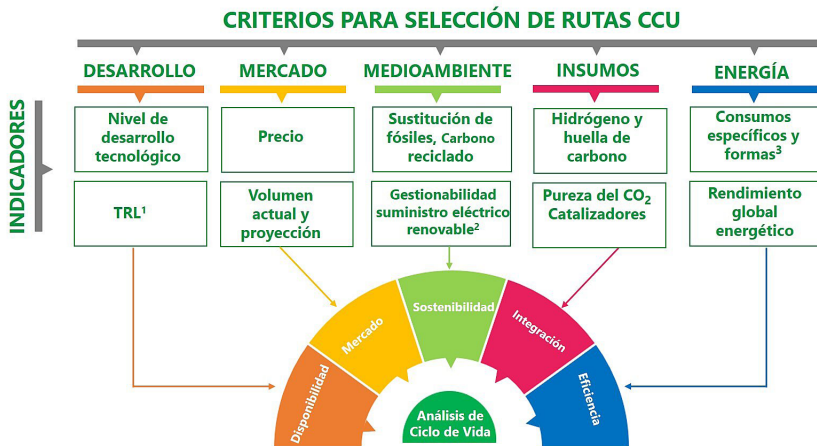 CRITERIOS PARA SELECCIÓN DE RUTAS CCU
DESARROLLO
MERCADO
MEDIOAMBIENTE
INSUMOS
ENERGÍA
INDICADORES
Nivel de
desarrollo
tecnológico
Precio
Sustitución de
fósiles, Carbono
reciclado
Hidrógeno y
huella de
carbono
Consumos
específicos y
formas³
TRL¹
Volumen
actual y
proyección
Gestionabilidad
suministro eléctrico
renovable²
Pureza del CO₂
Catalizadores
Rendimiento
global
energético
Disponibilidad
Mercado
Sostenibilidad
Integración
Eficiencia
Análisis de
Ciclo de Vida